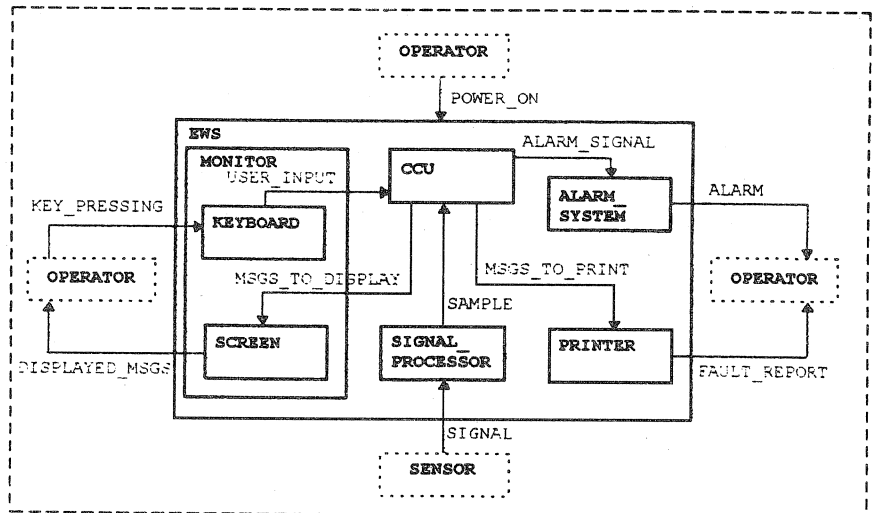 OPERATOR
POWER_ON
EWS
MONITOR
USER_INPUT
CCU
ALARM_SIGNAL
ALARM_
SYSTEM
ALARM
KEY_PRESSING
KEYBOARD
OPERATOR
MSGS_TO_DISPLAY
MSGS_TO_PRINT
OPERATOR
SAMPLE
SCREEN
SIGNAL_
PROCESSOR
PRINTER
DISPLAYED_MSGS
FAULT_REPORT
SIGNAL
SENSOR